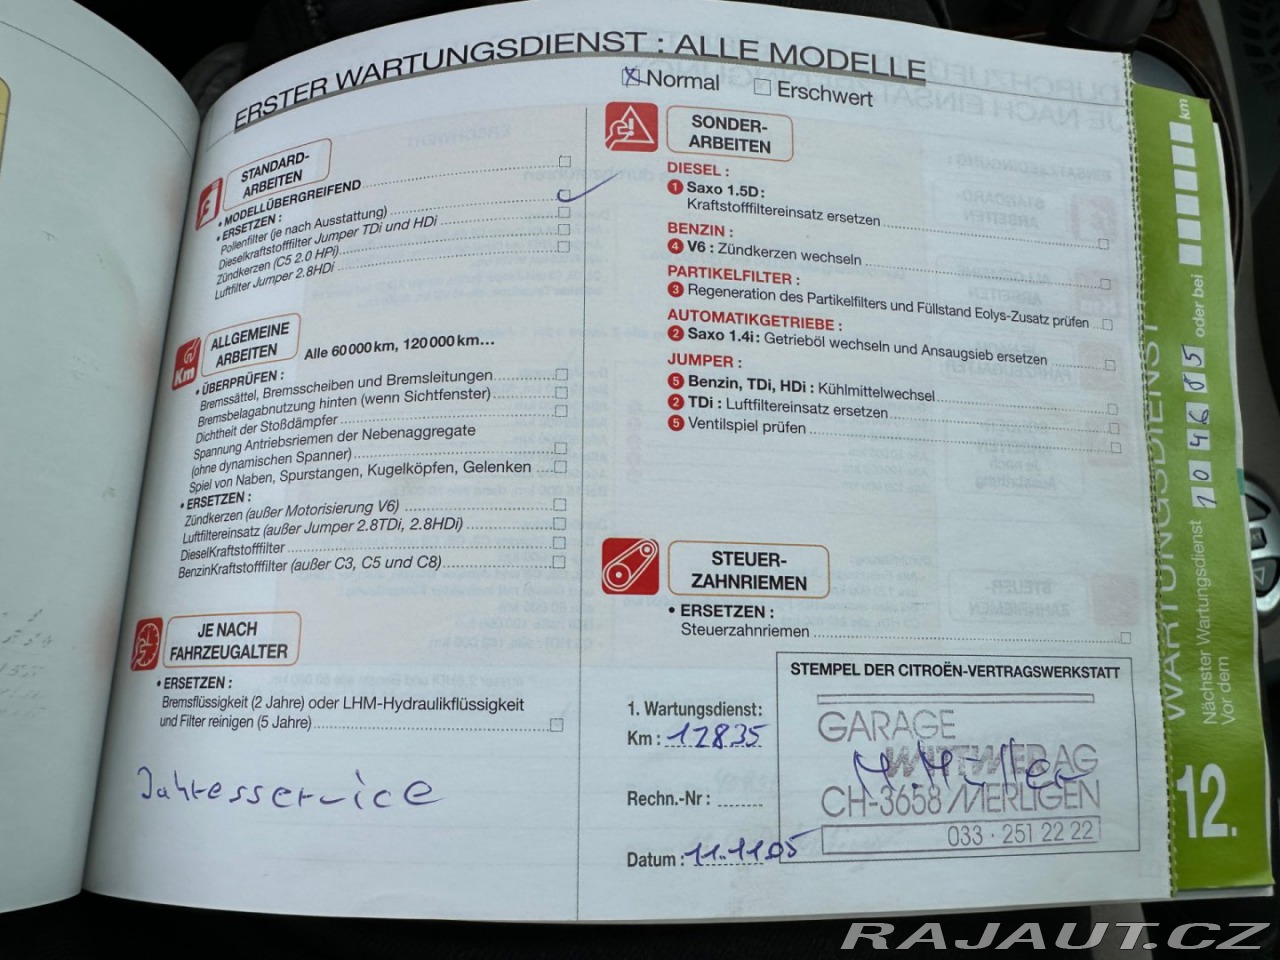 ERSTER WARTUNGSDIENST : ALLE MODELLE
Normal
Erschwert
STANDARD-
ARBEITEN
• MODELLÜBERGREIFEND
• ERSETZEN :
Pollenfilter (je nach Ausstattung)
Dieselkraftstofffilter Jumper TDi und HDi
Zündkerzen (C5 2.0 HPi)
Luftfilter Jumper 2.8HDi
Km
ALLGEMEINE
ARBEITEN
Alle 60 000 km, 120 000 km...
• ÜBERPRÜFEN :
Bremssättel, Bremsscheiben und Bremsleitungen
Bremsbelagabnutzung hinten (wenn Sichtfenster)
Dichtheit der Stoßdämpfer
Spannung Antriebsriemen der Nebenaggregate
(ohne dynamischen Spanner)
Spiel von Naben, Spurstangen, Kugelköpfen, Gelenken
• ERSETZEN :
Zündkerzen (außer Motorisierung V6)
Luftfiltereinsatz (außer Jumper 2.8TDi, 2.8HDi)
DieselKraftstofffilter
BenzinKraftstofffilter (außer C3, C5 und C8)
JE NACH
FAHRZEUGALTER
• ERSETZEN :
Bremsflüssigkeit (2 Jahre) oder LHM-Hydraulikflüssigkeit
und Filter reinigen (5 Jahre)
Jahresservice
SONDER-
ARBEITEN
DIESEL :
1 Saxo 1.5D :
Kraftstofffiltereinsatz ersetzen
BENZIN :
4 V6 : Zündkerzen wechseln
PARTIKELFILTER :
3 Regeneration des Partikelfilters und Füllstand Eolys-Zusatz prüfen
AUTOMATIKGETRIEBE :
2 Saxo 1.4i : Getrieböl wechseln und Ansaugsieb ersetzen
JUMPER :
5 Benzin, TDi, HDi : Kühlmittelwechsel
2 TDi : Luftfiltereinsatz ersetzen
5 Ventilspiel prüfen
STEUER-
ZAHNRIEMEN
• ERSETZEN :
Steuerzahnriemen
1. Wartungsdienst:
Km : 12835
Rechn.-Nr :
Datum : 11.11.05
STEMPEL DER CITROËN-VERTRAGSWERKSTATT
GARAGE
WITTWER AG
M. Müller
CH-3658 MERLIGEN
033 · 251 22 22
WARTUNGSDIENST
Nächster Wartungsdienst
Vor dem
oder bei
km
12.
RAJAUT.CZ